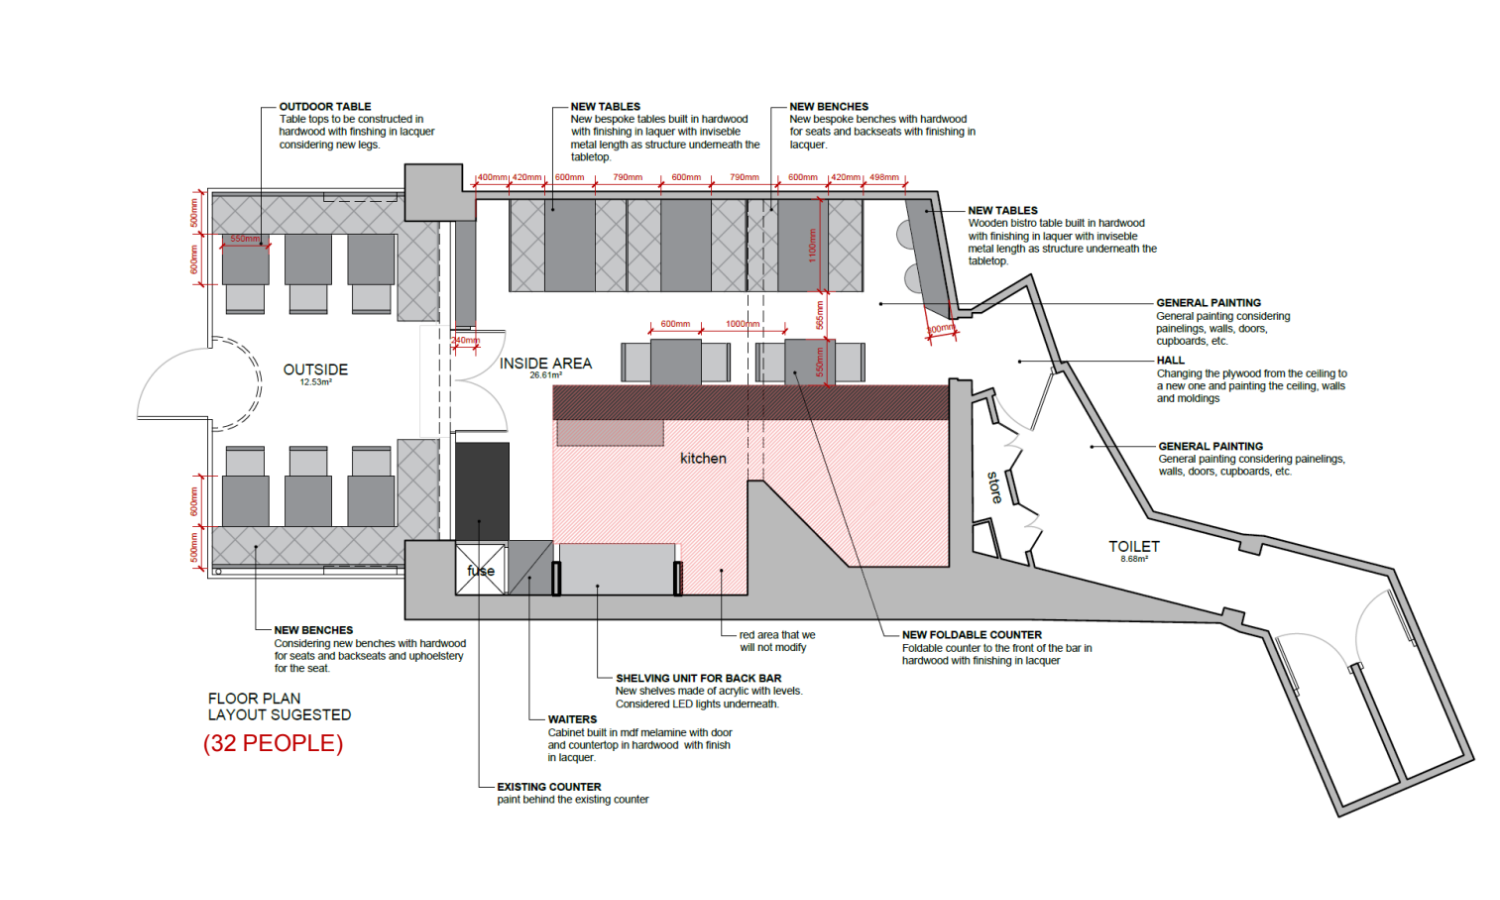 OUTDOOR TABLE
Table tops to be constructed in
hardwood with finshing in lacquer
considering new legs.
NEW TABLES
New bespoke tables built in hardwood
with finishing in laquer with inviseble
metal length as structure underneath the
tabletop.
NEW BENCHES
New bespoke benches with hardwood
for seats and backseats with finishing in
lacquer.
400mm 420mm 600mm 790mm 600mm 790mm 600mm 420mm 498mm
500mm
550mm
600mm
1100mm
NEW TABLES
Wooden bistro table built in hardwood
with finishing in laquer with inviseble
metal length as structure underneath the
tabletop.
GENERAL PAINTING
General painting considering
painelings, walls, doors,
cupboards, etc.
565mm
600mm
1000mm
300mm
240mm
550mm
OUTSIDE
12.53m²
INSIDE AREA
26.61m²
HALL
Changing the plywood from the ceiling to
a new one and painting the ceiling, walls
and moldings
GENERAL PAINTING
General painting considering painelings,
walls, doors, cupboards, etc.
kitchen
store
600mm
500mm
fuse
TOILET
8.68m²
NEW BENCHES
Considering new benches with hardwood
for seats and backseats and uphoelstery
for the seat.
red area that we
will not modify
NEW FOLDABLE COUNTER
Foldable counter to the front of the bar in
hardwood with finishing in lacquer
SHELVING UNIT FOR BACK BAR
New shelves made of acrylic with levels.
Considered LED lights underneath.
FLOOR PLAN
LAYOUT SUGESTED
(32 PEOPLE)
WAITERS
Cabinet built in mdf melamine with door
and countertop in hardwood with finish
in lacquer.
EXISTING COUNTER
paint behind the existing counter